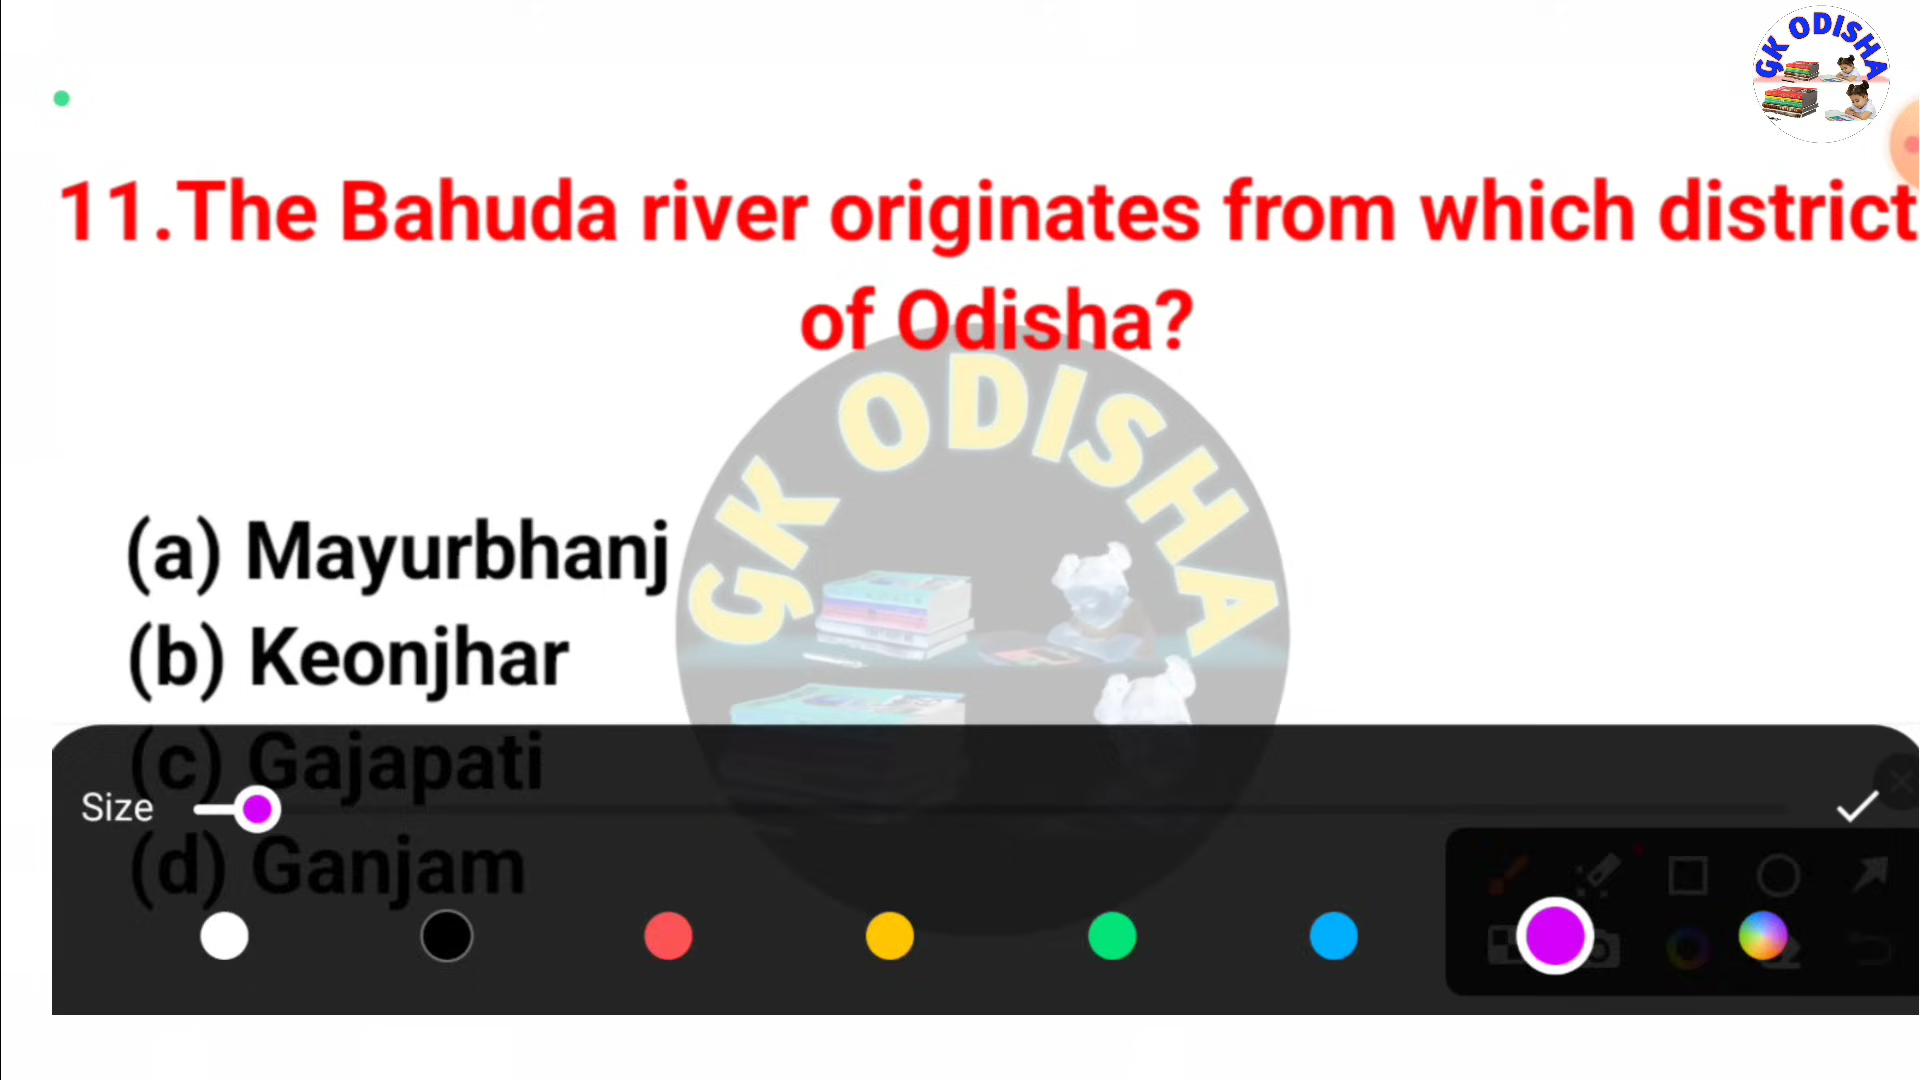 GK ODISHA
11.The Bahuda river originates from which district
of Odisha?
GK ODISHA
(a) Mayurbhanj
(b) Keonjhar
(c) Gajapati
Size
(d) Ganjam